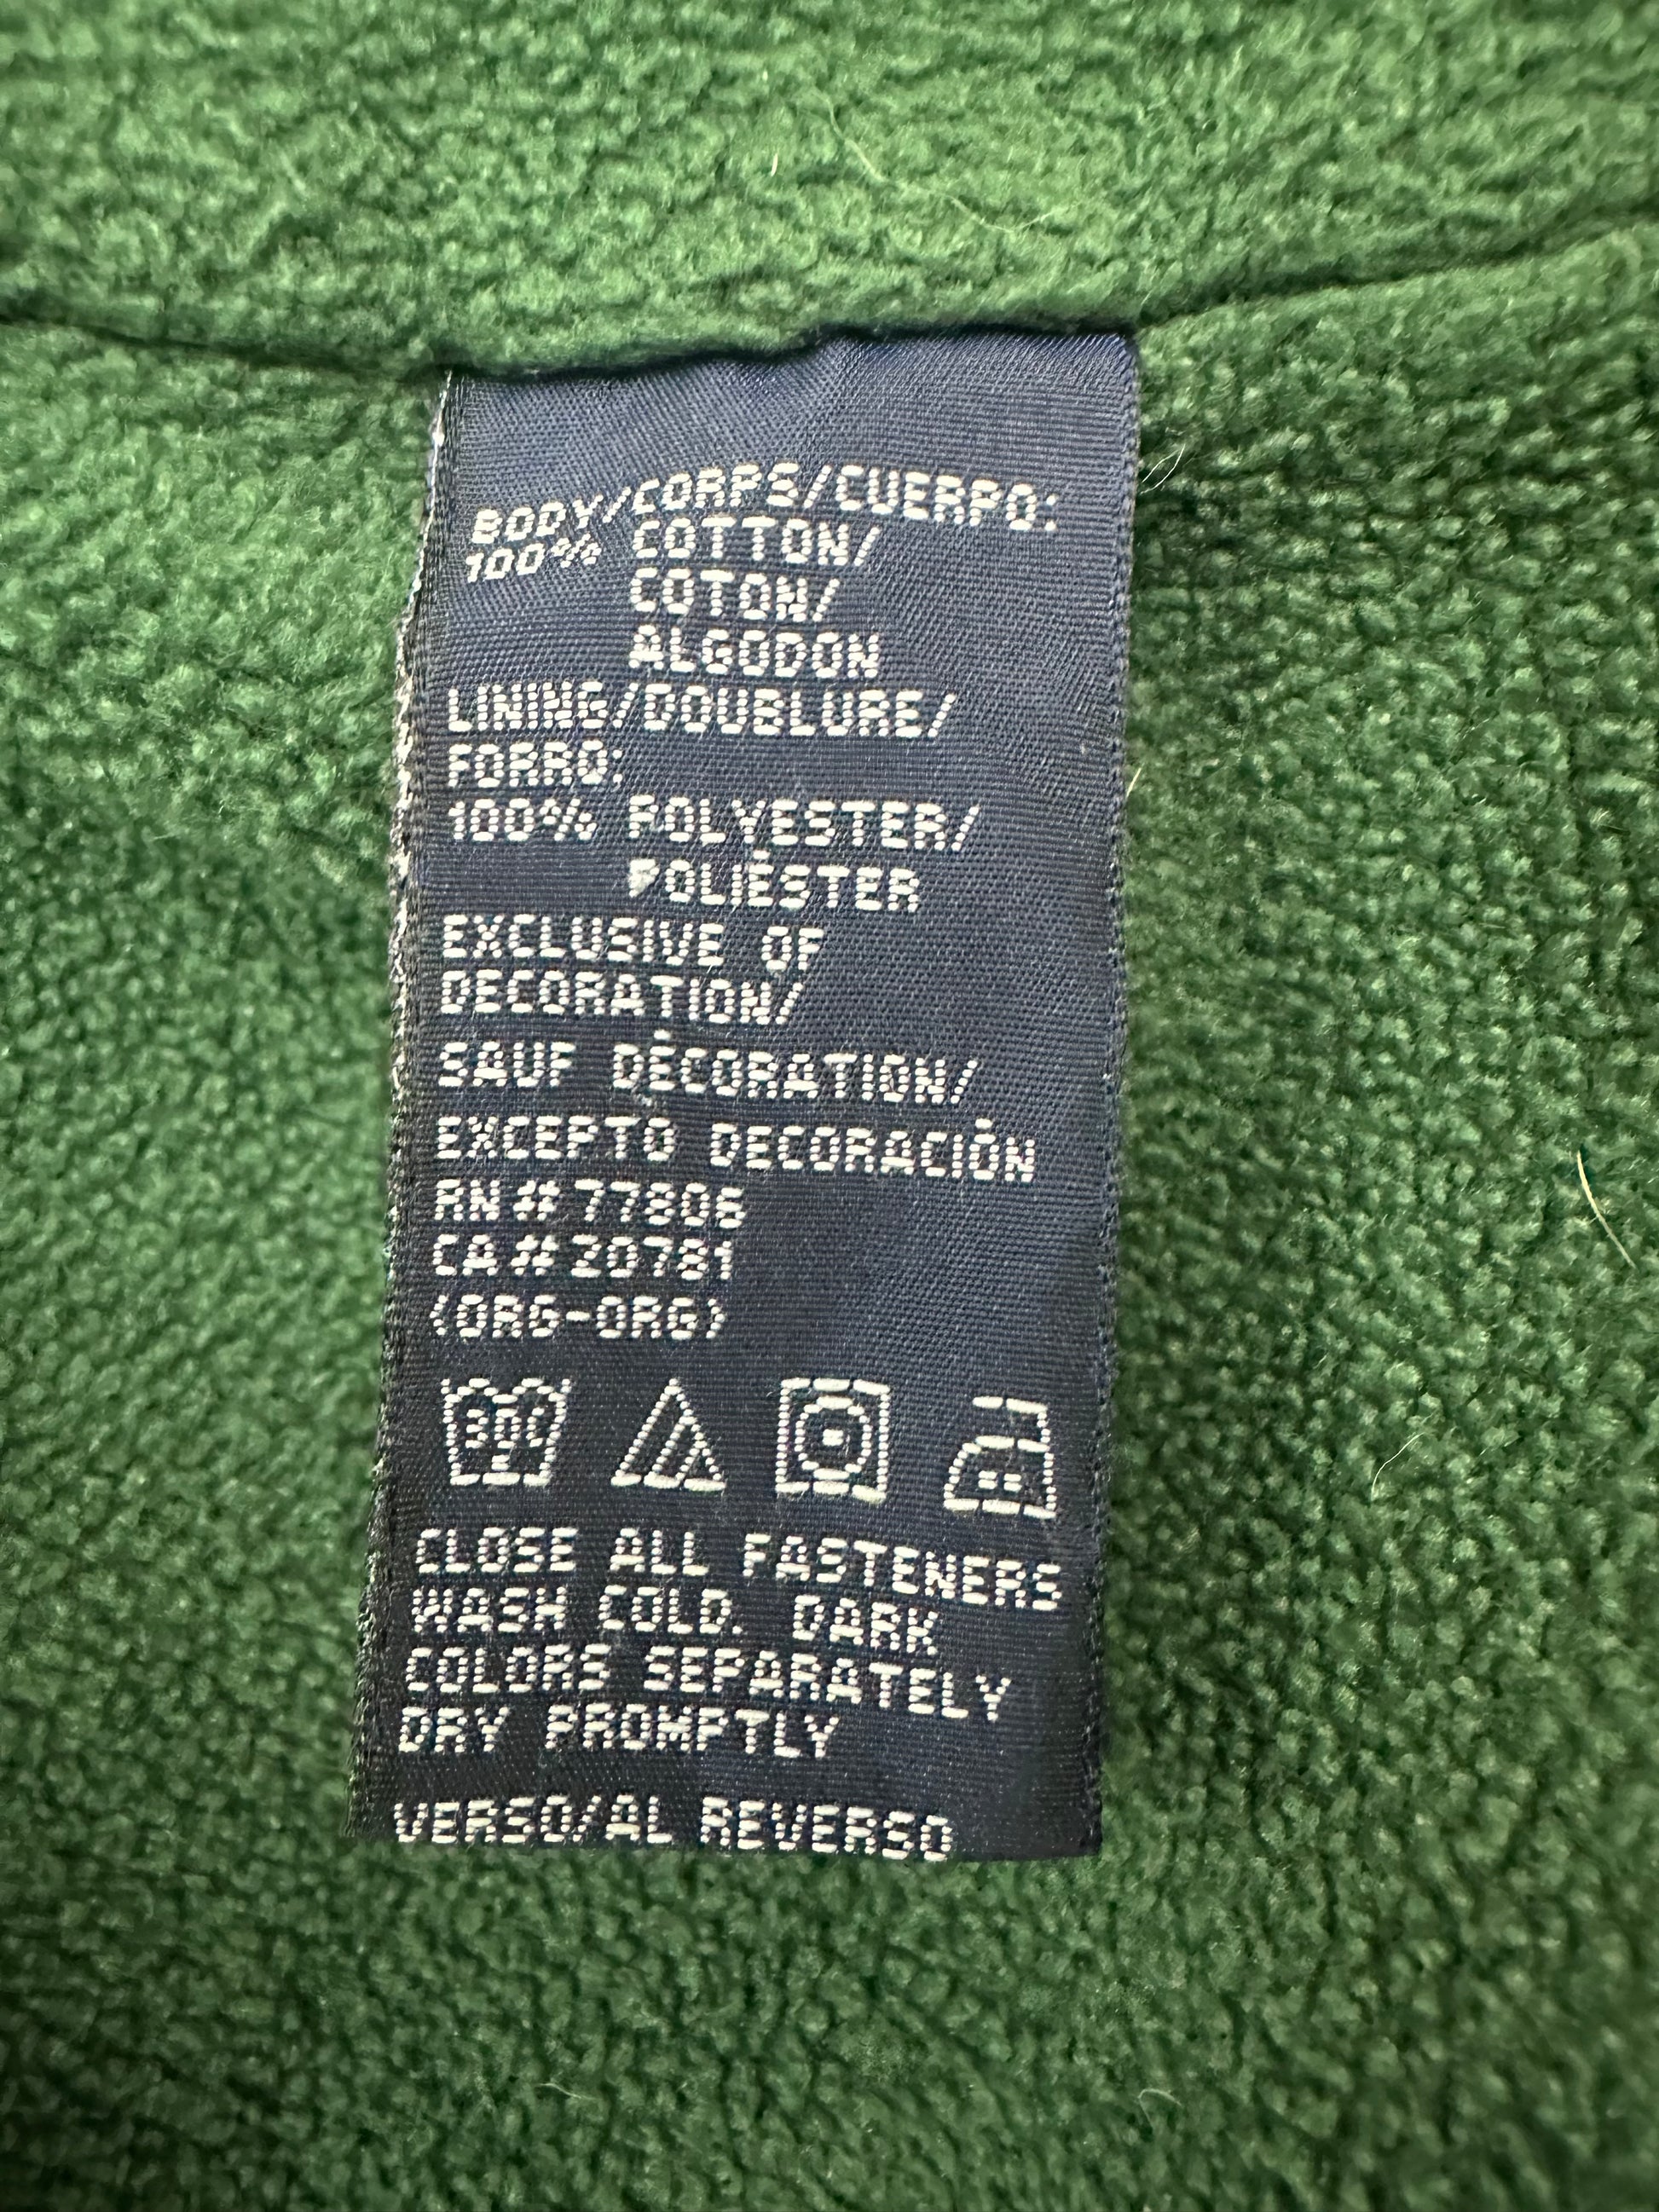 BODY/CORPS/CUERPO:
100% COTTON/
COTON/
ALGODON
LINING/DOUBLURE/
FORRO:
100% POLYESTER/
POLIÉSTER
EXCLUSIVE OF
DECORATION/
SAUF DÉCORATION/
EXCEPTO DECORACIÓN
RN#77806
CA#20781
(ORG-ORG)
30C
CLOSE ALL FASTENERS
WASH COLD. DARK
COLORS SEPARATELY
DRY PROMPTLY
VERSO/AL REVERSO